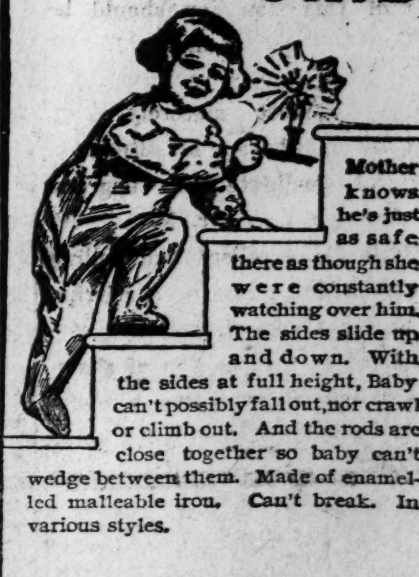 Mother
knows
he's just
as safe
there as though she
were constantly
watching over him.
The sides slide up
and down. With
the sides at full height, Baby
can't possibly fall out, nor crawl
or climb out. And the rods are
close together so baby can't
wedge between them. Made of enamel-
led malleable iron. Can't break. In
various styles.